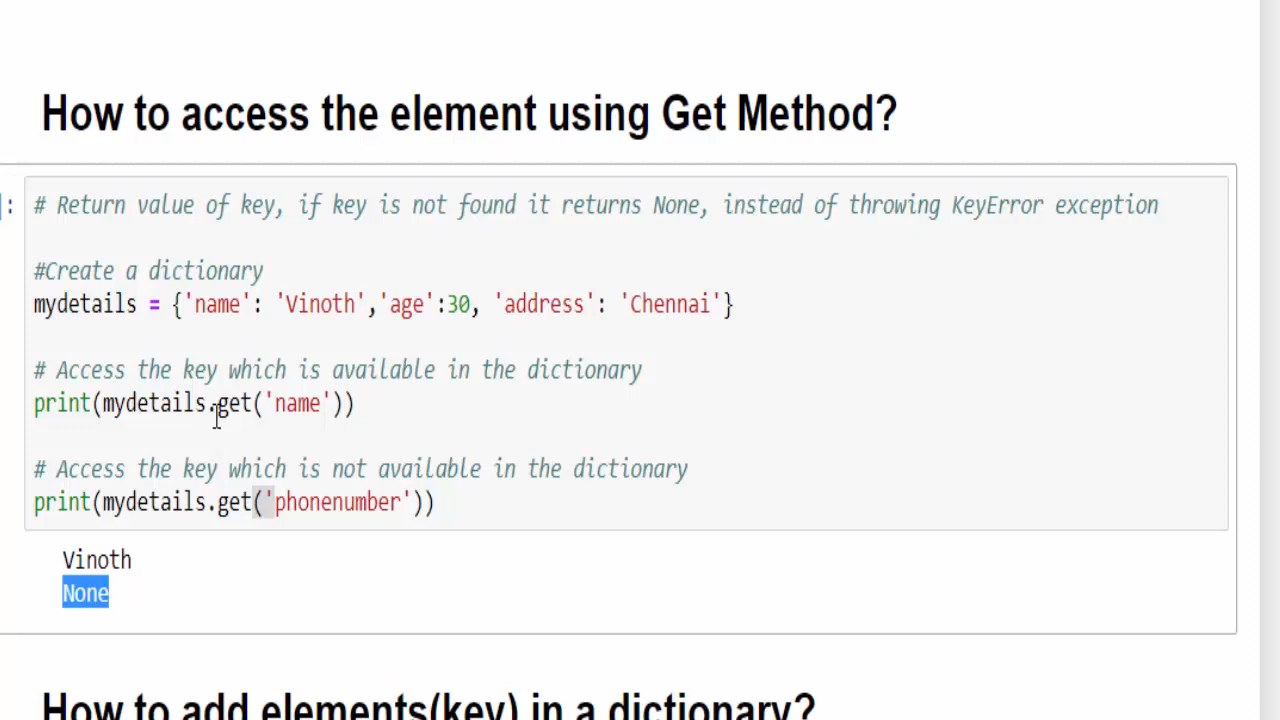 How to access the element using Get Method?
]: # Return value of key, if key is not found it returns None, instead of throwing KeyError exception
#Create a dictionary
mydetails = {'name': 'Vinoth','age':30, 'address': 'Chennai'}
# Access the key which is available in the dictionary
print(mydetails.get('name'))
# Access the key which is not available in the dictionary
print(mydetails.get('phonenumber'))
Vinoth
None
How to add elements(key) in a dictionary?